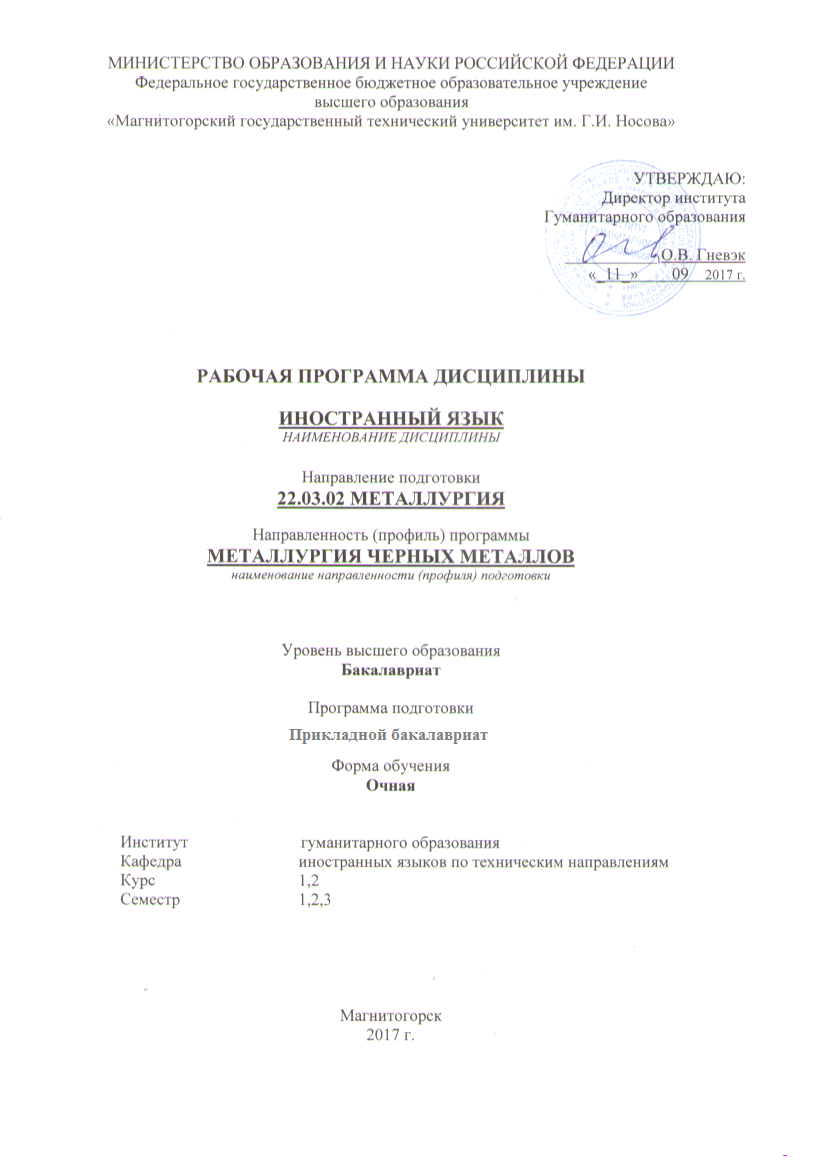 МИНИСТЕРСТВО ОБРАЗОВАНИЯ И НАУКИ РОССИЙСКОЙ ФЕДЕРАЦИИ
Федеральное государственное бюджетное образовательное учреждение
высшего образования
«Магнитогорский государственный технический университет им. Г.И. Носова»
УТВЕРЖДАЮ:
Директор института
Гуманитарного образования
О.В. Гневэк
«_11_» 09 2017 г.
РАБОЧАЯ ПРОГРАММА ДИСЦИПЛИНЫ
ИНОСТРАННЫЙ ЯЗЫК
НАИМЕНОВАНИЕ ДИСЦИПЛИНЫ
Направление подготовки
22.03.02 МЕТАЛЛУРГИЯ
Направленность (профиль) программы
МЕТАЛЛУРГИЯ ЧЕРНЫХ МЕТАЛЛОВ
наименование направленности (профиля) подготовки
Уровень высшего образования
Бакалавриат
Программа подготовки
Прикладной бакалавриат
Форма обучения
Очная
Институт гуманитарного образования
Кафедра иностранных языков по техническим направлениям
Курс 1,2
Семестр 1,2,3
Магнитогорск
2017 г.